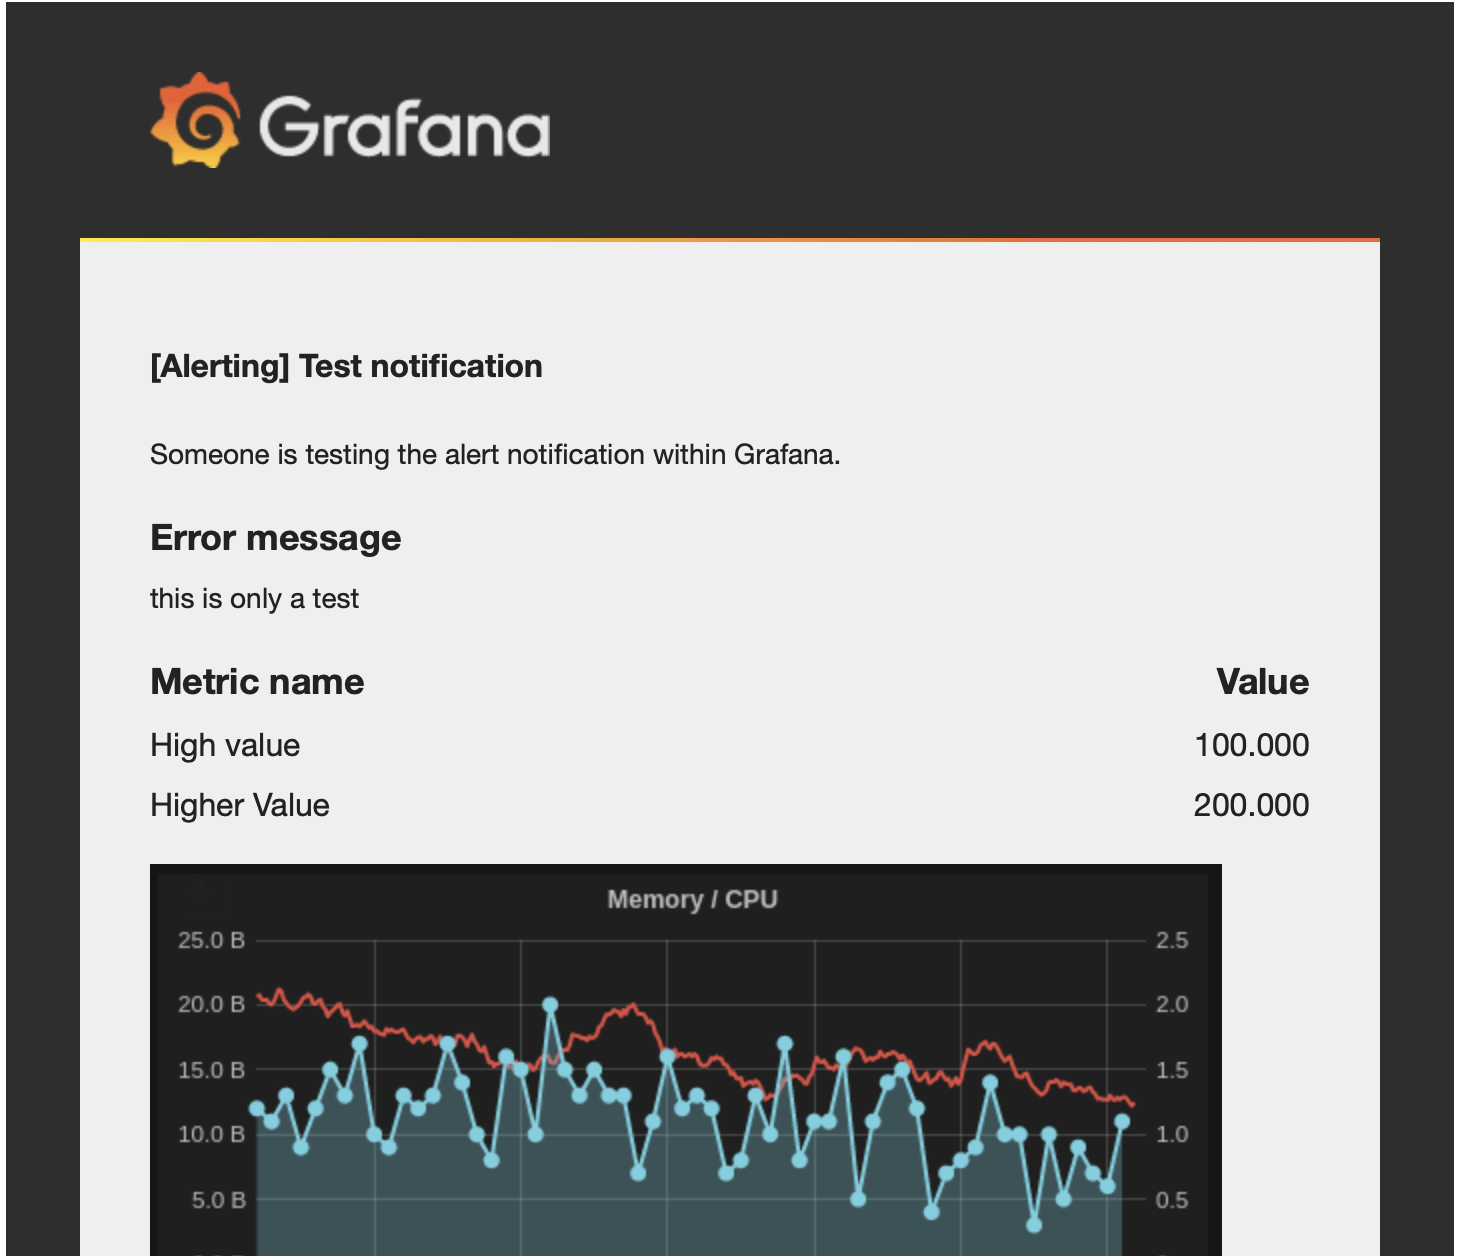 Grafana
[Alerting] Test notification
Someone is testing the alert notification within Grafana.
Error message
this is only a test
Metric name Value
High value 100.000
Higher Value 200.000
Memory / CPU
25.0 B 2.5
20.0 B 2.0
15.0 B 1.5
10.0 B 1.0
5.0 B 0.5